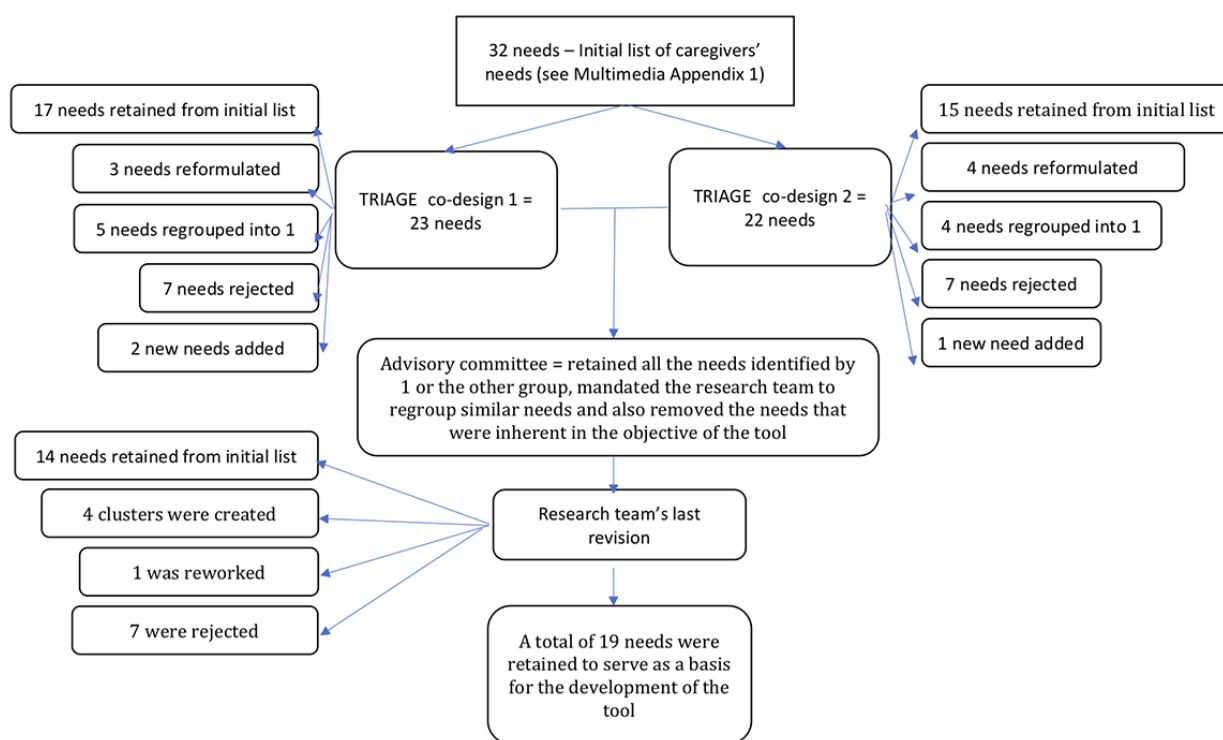 32 needs – Initial list of caregivers'
needs (see Multimedia Appendix 1)
17 needs retained from initial list
3 needs reformulated
5 needs regrouped into 1
7 needs rejected
2 new needs added
TRIAGE co-design 1 =
23 needs
TRIAGE co-design 2 =
22 needs
15 needs retained from initial list
4 needs reformulated
4 needs regrouped into 1
7 needs rejected
1 new need added
Advisory committee = retained all the needs identified by
1 or the other group, mandated the research team to
regroup similar needs and also removed the needs that
were inherent in the objective of the tool
14 needs retained from initial list
4 clusters were created
1 was reworked
7 were rejected
Research team's last
revision
A total of 19 needs were
retained to serve as a basis
for the development of the
tool